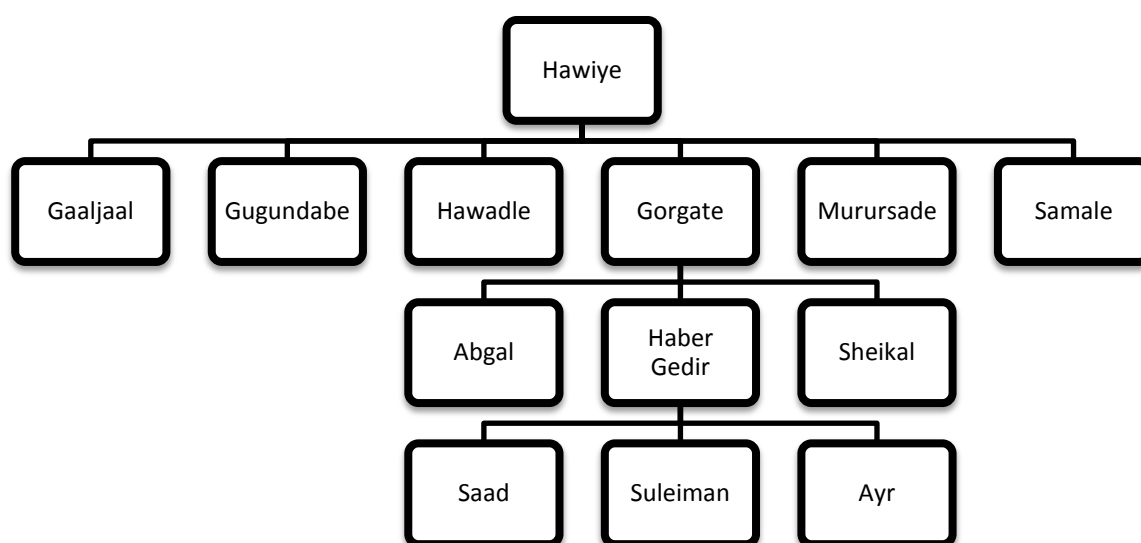 Hawiye
Gaaljaal
Gugundabe
Hawadle
Gorgate
Murursade
Samale
Abgal
Haber
Gedir
Sheikal
Saad
Suleiman
Ayr